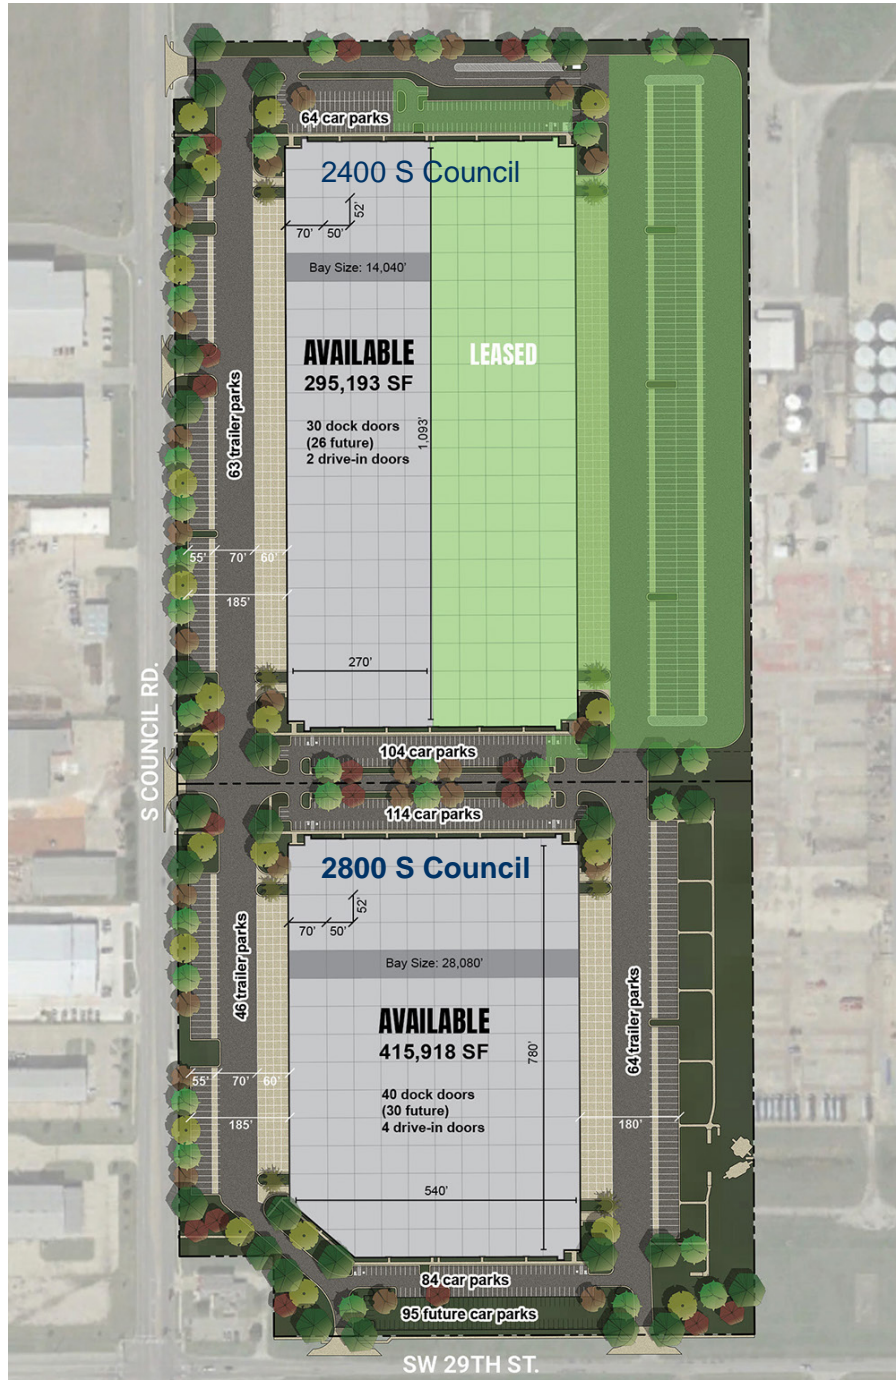 64 car parks
2400 S Council
52'
70'
50'
Bay Size: 14,040'
AVAILABLE
295,193 SF
LEASED
30 dock doors
(26 future)
2 drive-in doors
1,093'
63 trailer parks
55'
70'
60'
185'
270'
S COUNCIL RD.
104 car parks
114 car parks
2800 S Council
52'
70'
50'
Bay Size: 28,080'
AVAILABLE
415,918 SF
780'
46 trailer parks
64 trailer parks
55'
70'
60'
40 dock doors
(30 future)
4 drive-in doors
185'
180'
540'
84 car parks
95 future car parks
SW 29TH ST.